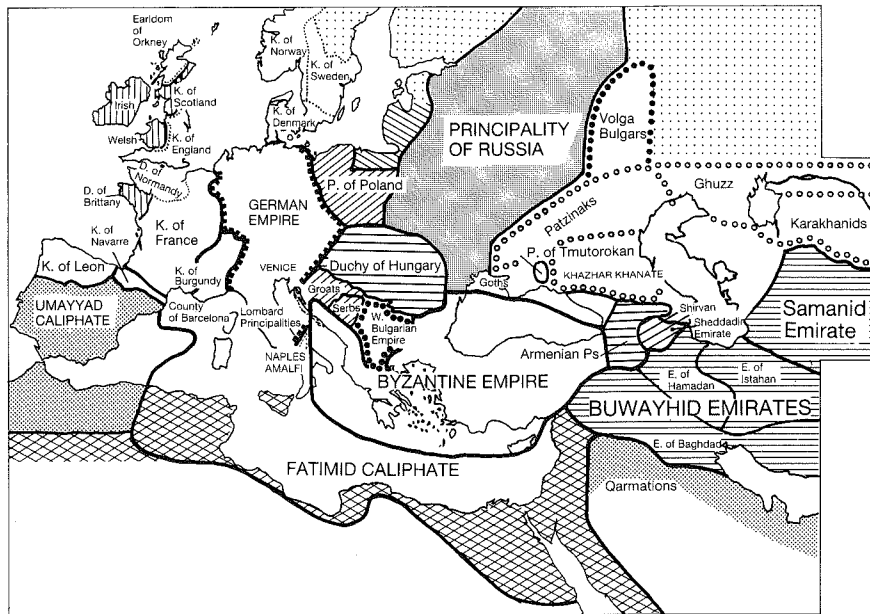 Earldom
of
Orkney
K. of
Norway
K. of
Sweden
K. of
Scotland
Irish
K. of
Denmark
Welsh
K. of
England
D. of
Normandy
D. of
Brittany
K. of
Navarre
K. of
France
GERMAN
EMPIRE
P. of Poland
PRINCIPALITY
OF RUSSIA
Volga
Bulgars
Ghuzz
Patzinaks
Karakhanids
P. of Tmutorokan
KHAZHAR KHANATE
Goths
K. of Leon
K. of
Burgundy
VENICE
Duchy of Hungary
Groats
Serbs
W.
Bulgarian
Empire
UMAYYAD
CALIPHATE
County
of Barcelona
Lombard
Principalities
NAPLES
AMALFI
BYZANTINE EMPIRE
Armenian Ps
Shirvan
Sheddadi
Emirate
Samanid
Emirate
E. of
Hamadan
E. of
Istahan
BUWAYHID EMIRATES
E. of Baghdad
FATIMID CALIPHATE
Qarmations